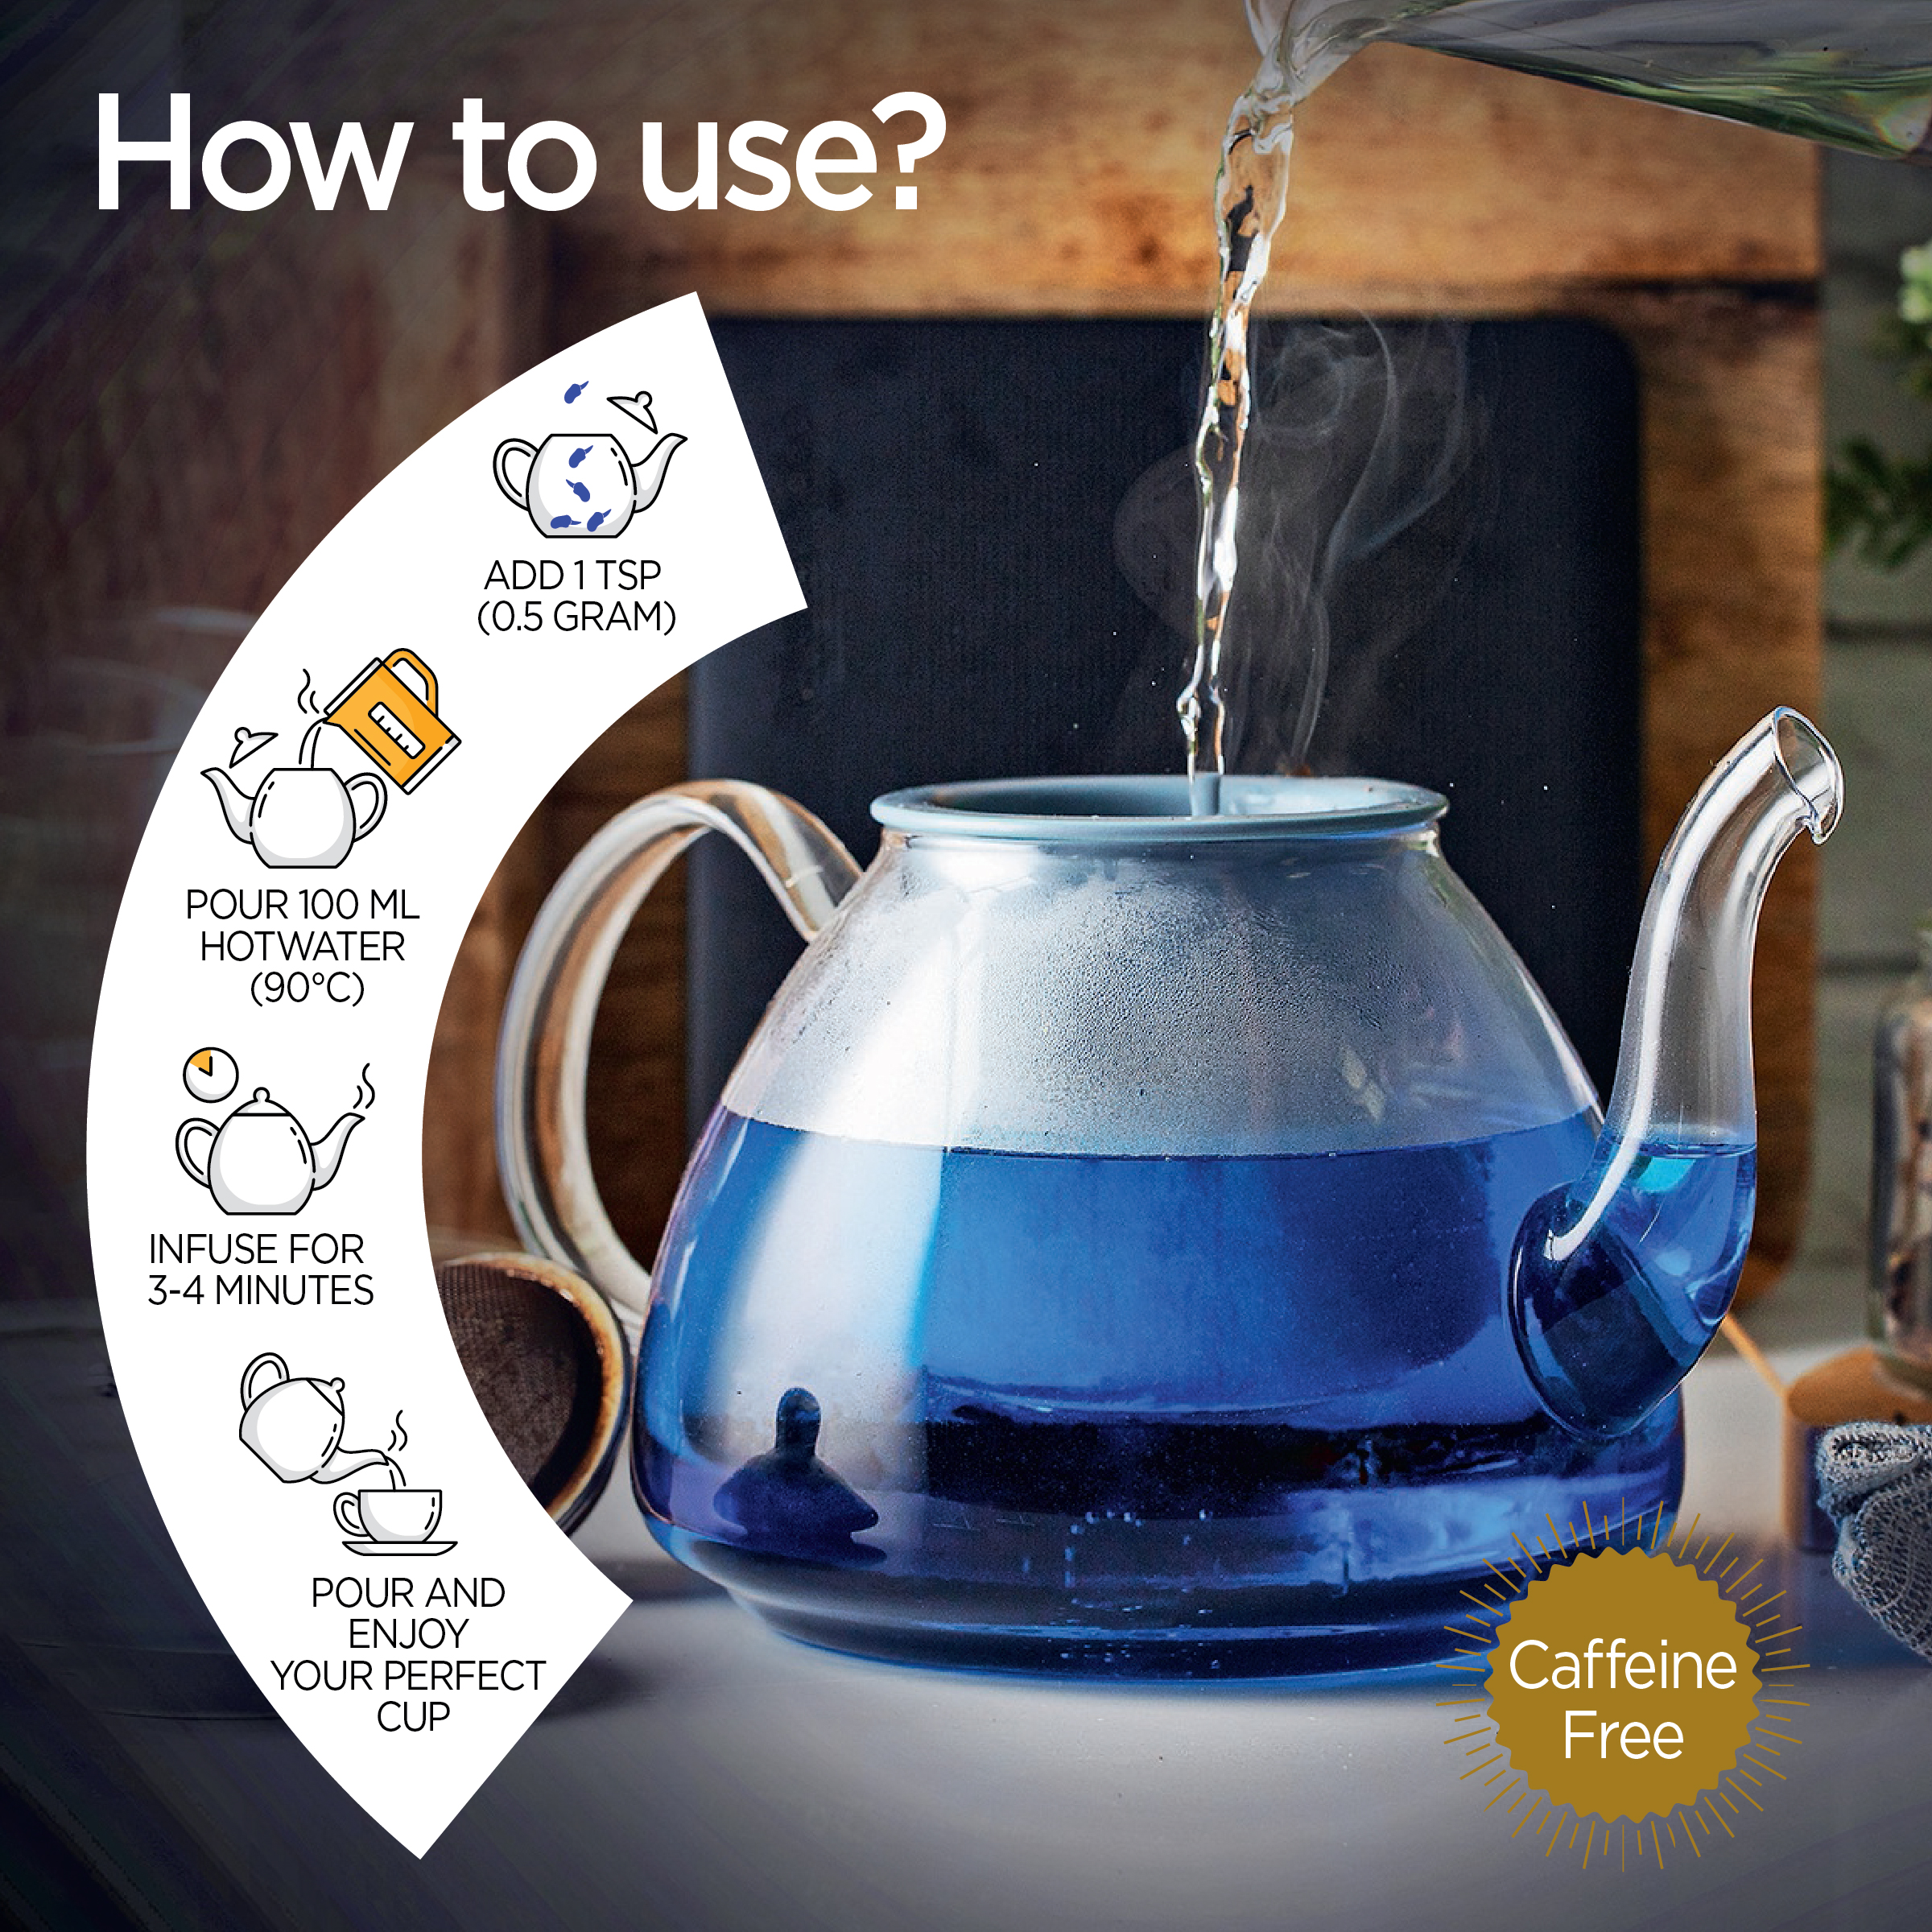 How to use?
ADD 1 TSP
(0.5 GRAM)
POUR 100 ML
HOTWATER
(90°C)
INFUSE FOR
3-4 MINUTES
POUR AND
ENJOY
YOUR PERFECT
CUP
Caffeine
Free